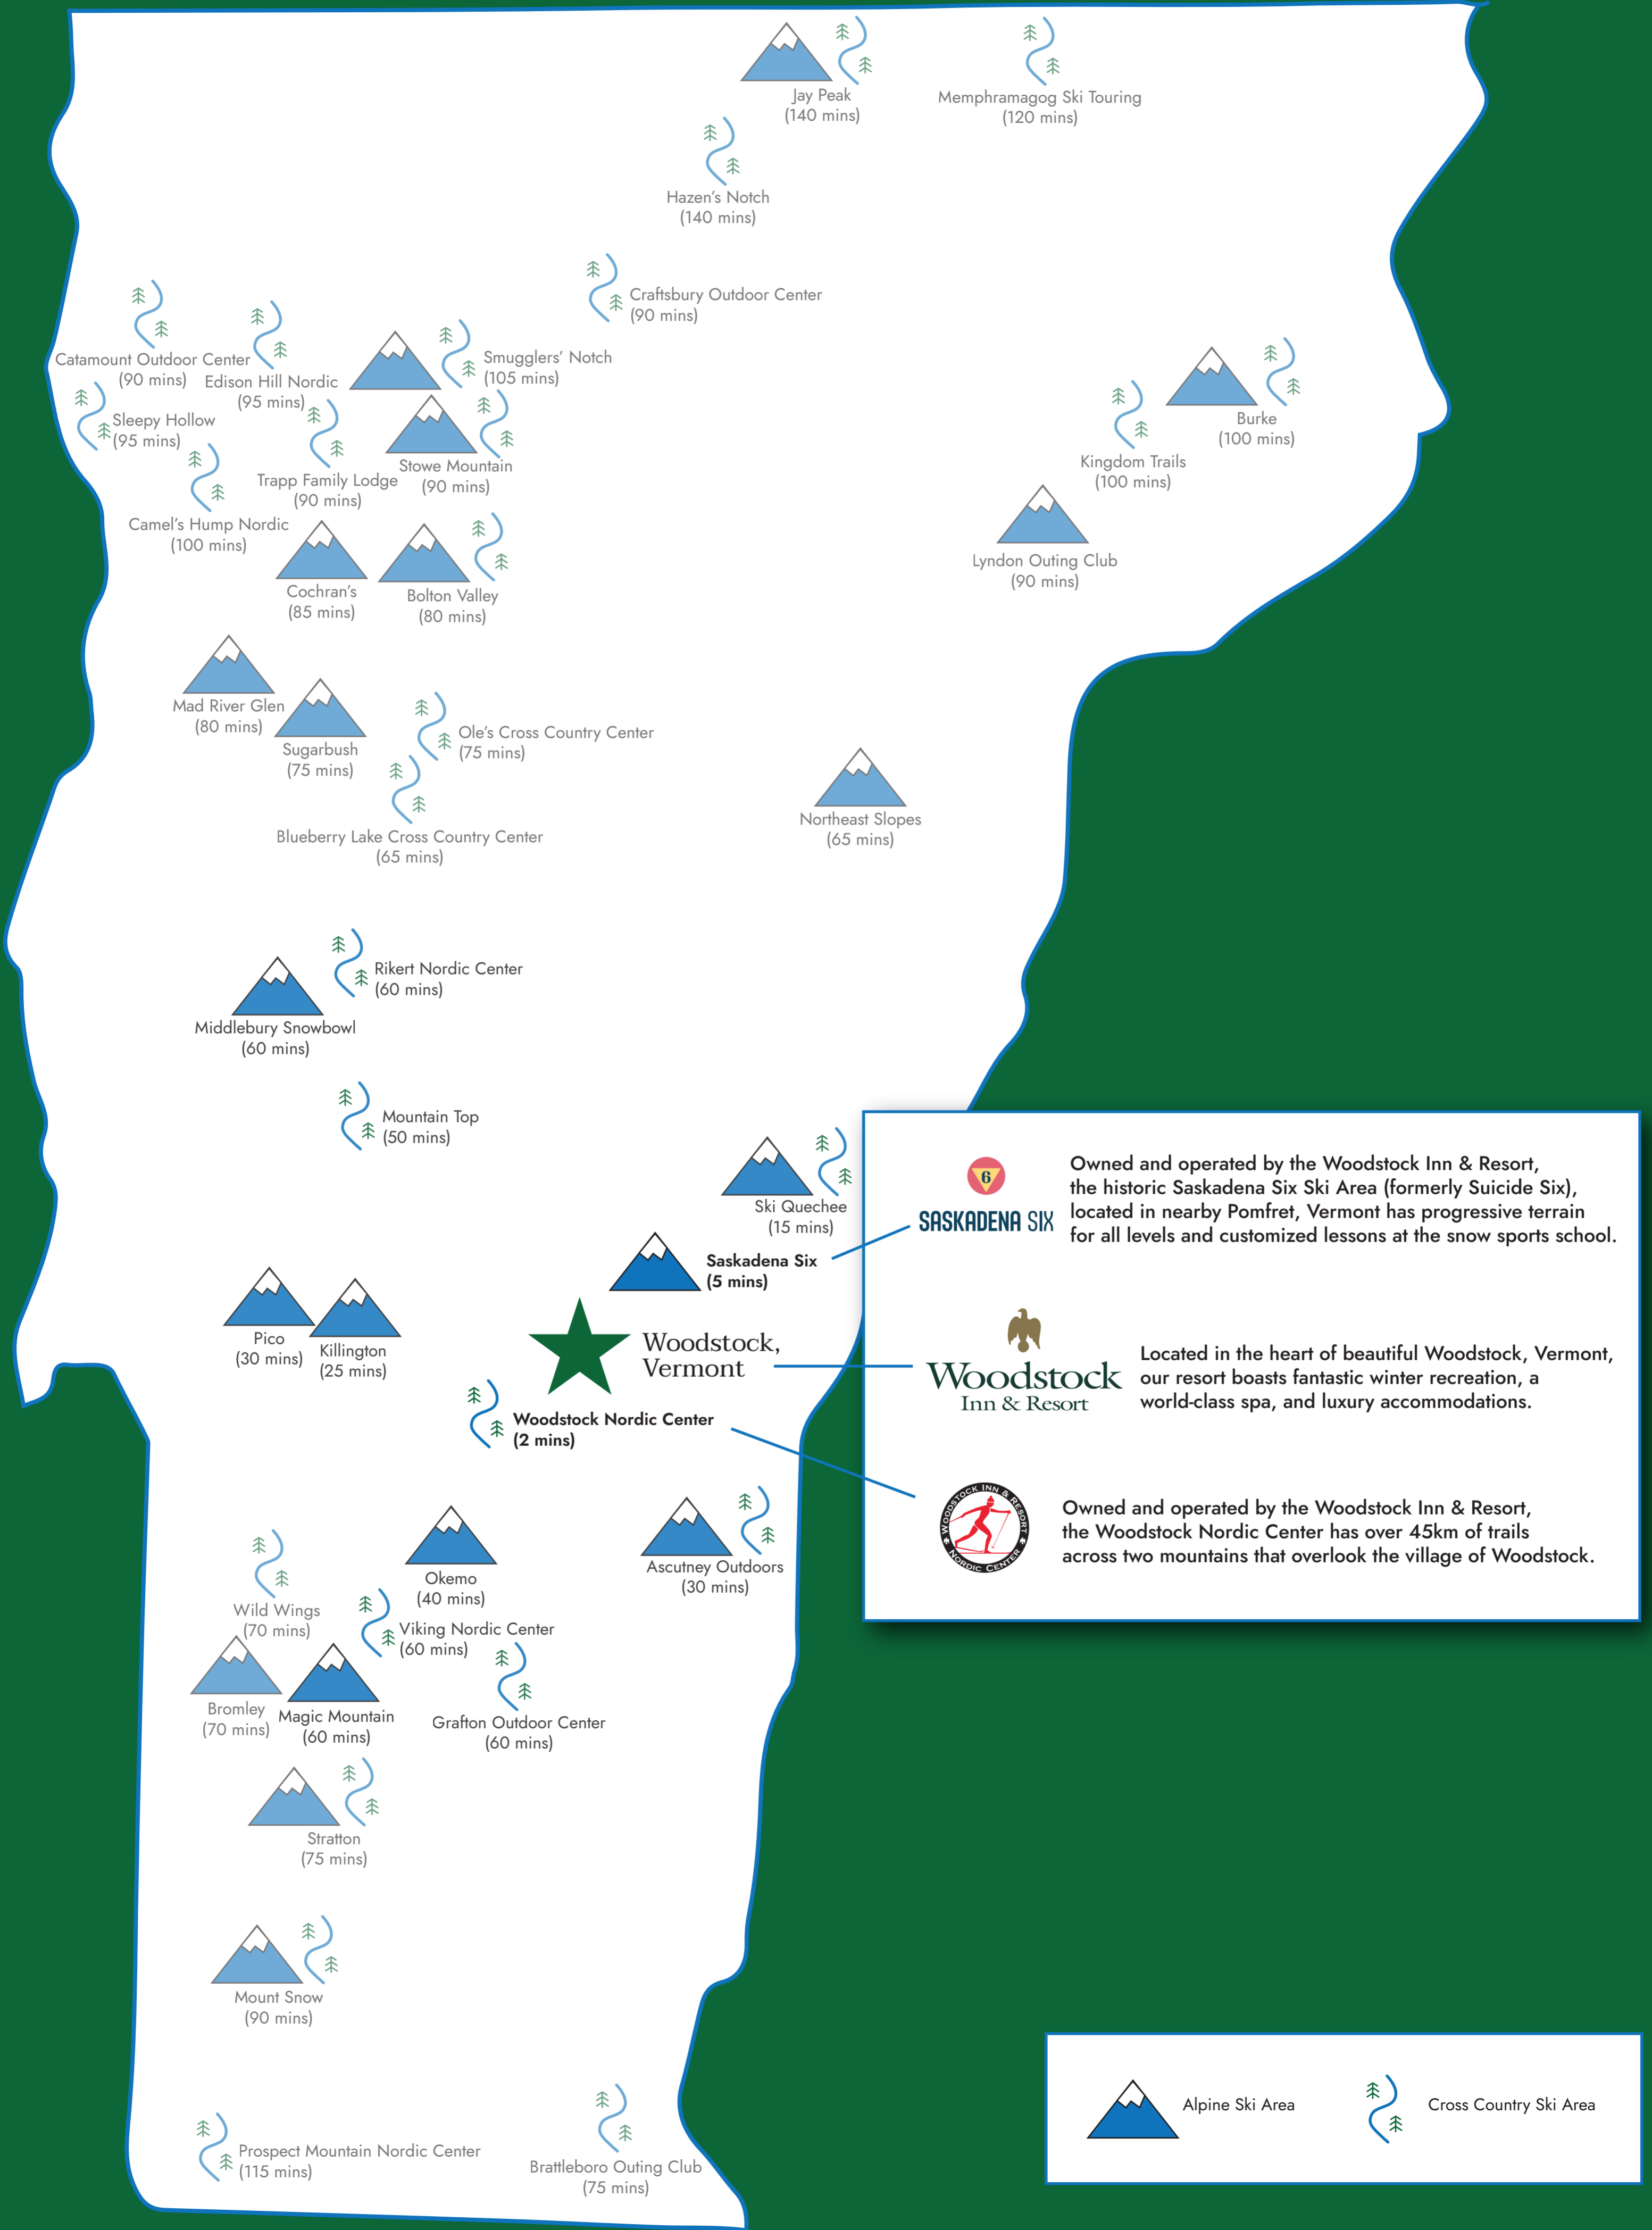 Jay Peak
(140 mins)
Memphramagog Ski Touring
(120 mins)
Hazen's Notch
(140 mins)
Craftsbury Outdoor Center
(90 mins)
Catamount Outdoor Center
(90 mins)
Edison Hill Nordic
(95 mins)
Smugglers' Notch
(105 mins)
Burke
(100 mins)
Sleepy Hollow
(95 mins)
Trapp Family Lodge
(90 mins)
Stowe Mountain
(90 mins)
Kingdom Trails
(100 mins)
Camel's Hump Nordic
(100 mins)
Lyndon Outing Club
(90 mins)
Cochran's
(85 mins)
Bolton Valley
(80 mins)
Mad River Glen
(80 mins)
Sugarbush
(75 mins)
Ole's Cross Country Center
(75 mins)
Blueberry Lake Cross Country Center
(65 mins)
Northeast Slopes
(65 mins)
Rikert Nordic Center
(60 mins)
Middlebury Snowbowl
(60 mins)
Mountain Top
(50 mins)
Ski Quechee
(15 mins)
Saskadena Six
(5 mins)
Pico
(30 mins)
Killington
(25 mins)
Woodstock,
Vermont
Woodstock Nordic Center
(2 mins)
6
SASKADENA SIX
Owned and operated by the Woodstock Inn & Resort,
the historic Saskadena Six Ski Area (formerly Suicide Six),
located in nearby Pomfret, Vermont has progressive terrain
for all levels and customized lessons at the snow sports school.
Woodstock
Inn & Resort
Located in the heart of beautiful Woodstock, Vermont,
our resort boasts fantastic winter recreation, a
world-class spa, and luxury accommodations.
WOODSTOCK INN & RESORT
NORDIC CENTER
Owned and operated by the Woodstock Inn & Resort,
the Woodstock Nordic Center has over 45km of trails
across two mountains that overlook the village of Woodstock.
Okemo
(40 mins)
Ascutney Outdoors
(30 mins)
Wild Wings
(70 mins)
Viking Nordic Center
(60 mins)
Bromley
(70 mins)
Magic Mountain
(60 mins)
Grafton Outdoor Center
(60 mins)
Stratton
(75 mins)
Mount Snow
(90 mins)
Prospect Mountain Nordic Center
(115 mins)
Brattleboro Outing Club
(75 mins)
Alpine Ski Area
Cross Country Ski Area